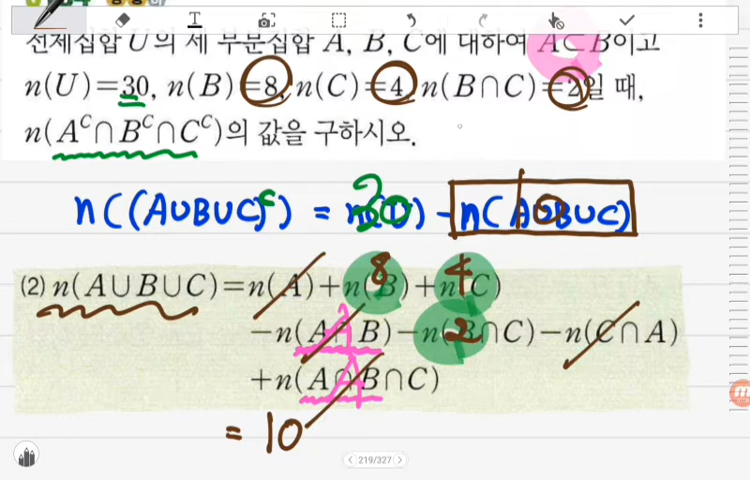 전체집합 U의 세 부분집합 A, B, C에 대하여 A⊂B이고
n(U)=30, n(B)=8, n(C)=4, n(B∩C)=2일 때,
n(Aᶜ∩Bᶜ∩Cᶜ)의 값을 구하시오.
n((A∪B∪C)ᶜ) = n(U) - n(A∪B∪C)
30 10
(2) n(A∪B∪C)=n(A)+n(B)+n(C)
8 4
-n(A∩B)-n(B∩C)-n(C∩A)
A 2
+n(A∩B∩C)
A
= 10
219/327